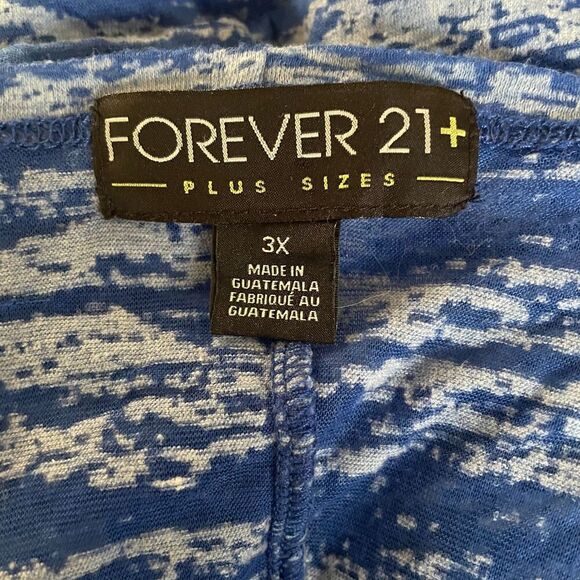 FOREVER 21+
PLUS SIZES
3X
MADE IN
GUATEMALA
FABRIQUÉ AU
GUATEMALA